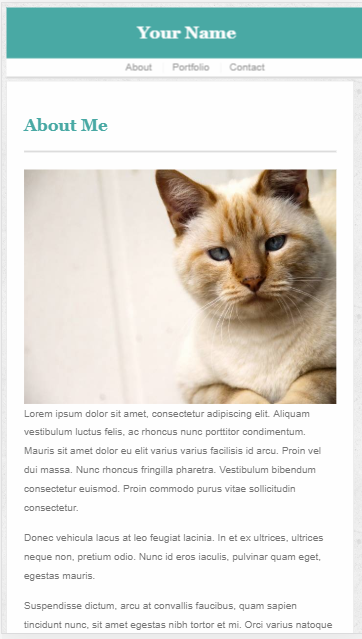 Your Name
About Portfolio Contact
About Me
Lorem ipsum dolor sit amet, consectetur adipiscing elit. Aliquam
vestibulum luctus felis, ac rhoncus nunc porttitor condimentum.
Mauris sit amet dolor eu elit varius varius facilisis id arcu. Proin vel
dui massa. Nunc rhoncus fringilla pharetra. Vestibulum bibendum
consectetur euismod. Proin commodo purus vitae sollicitudin
consectetur.
Donec vehicula lacus at leo feugiat lacinia. In et ex ultrices, ultrices
neque non, pretium odio. Nunc id eros iaculis, pulvinar quam eget,
egestas mauris.
Suspendisse dictum, arcu at convallis faucibus, quam sapien
tincidunt nunc, sit amet egestas nibh tortor et mi. Orci varius natoque